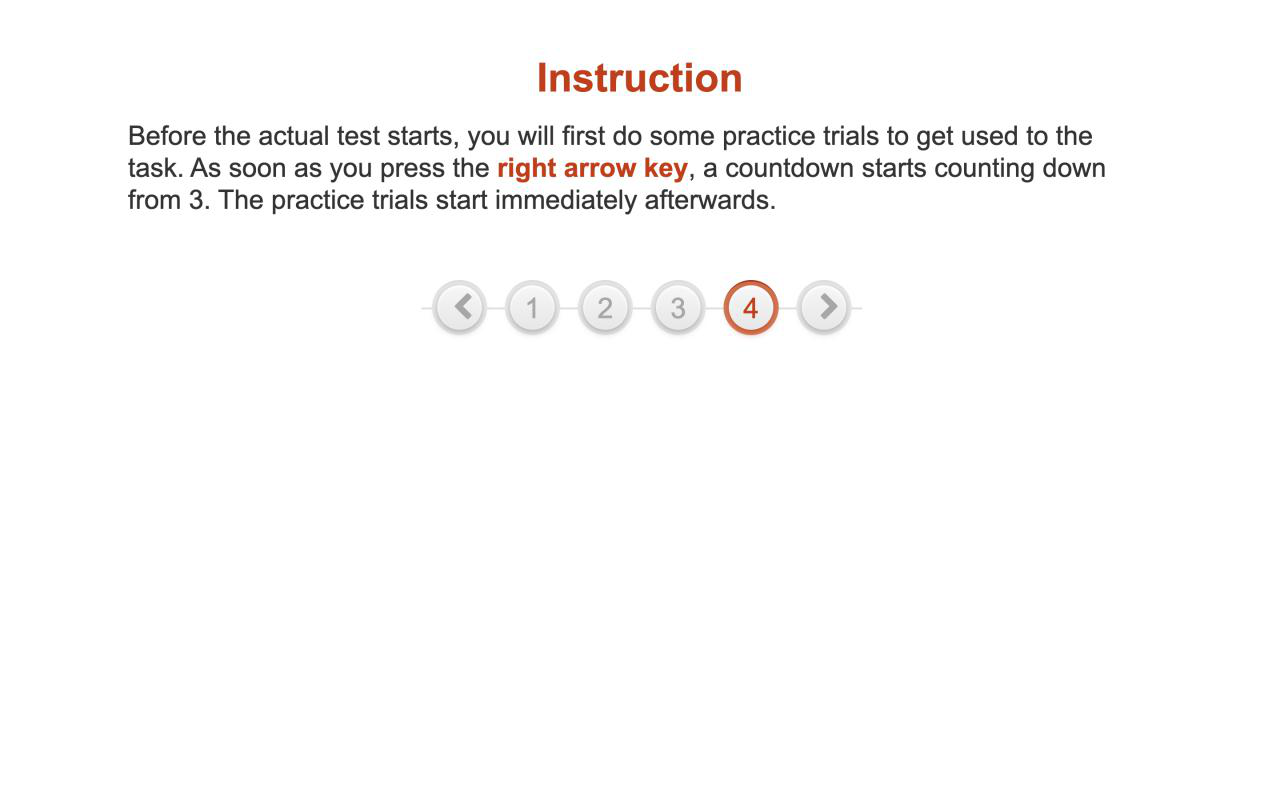 Instruction
Before the actual test starts, you will first do some practice trials to get used to the
task. As soon as you press the right arrow key, a countdown starts counting down
from 3. The practice trials start immediately afterwards.
1 2 3 4